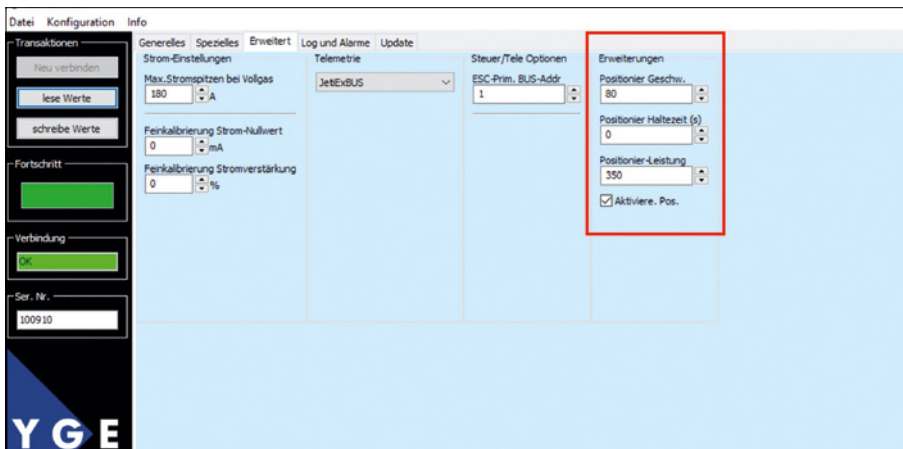 Datei Konfiguration Info
Transaktionen
Neu verbinden
lese Werte
schreibe Werte
Fortschritt
Verbindung
OK
Ser. Nr.
100910
YGE
Generelles Spezielles Erweitert Log und Alarme Update
Strom-Einstellungen
Max.Stromspitzen bei Vollgas
180 A
Feinkalibrierung Strom-Nullwert
0 mA
Feinkalibrierung Stromverstärkung
0 %
Telemetrie
JetiExBUS
Steuer/Tele Optionen
ESC-Prim. BUS-Addr
1
Erweiterungen
Positionier Geschw.
80
Positionier Haltezeit (s)
0
Positionier-Leistung
350
Aktiviere. Pos.